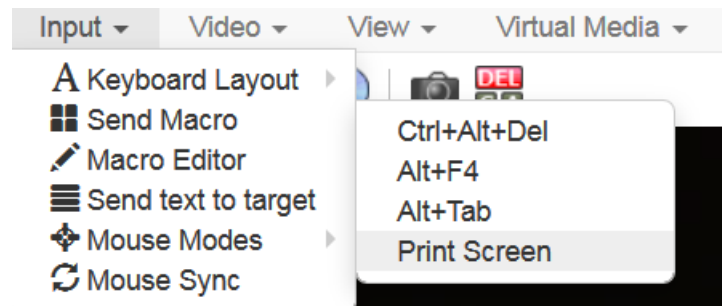 Input Video View Virtual Media
A Keyboard Layout
DEL
Send Macro
Ctrl+Alt+Del
Macro Editor
Alt+F4
Send text to target
Alt+Tab
Mouse Modes
Print Screen
Mouse Sync